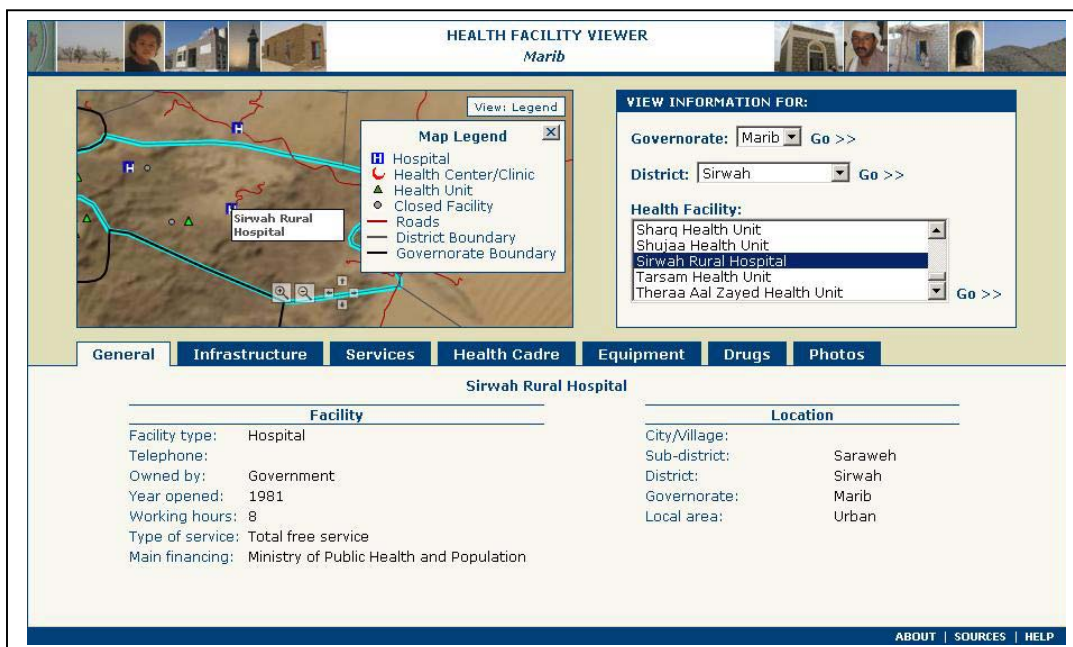 HEALTH FACILITY VIEWER
Marib
View: Legend
Map Legend
H Hospital
Health Center/Clinic
Health Unit
Closed Facility
Roads
District Boundary
Governorate Boundary
H
H
H
Sirwah Rural
Hospital
VIEW INFORMATION FOR:
Governorate: Marib Go >>
District: Sirwah Go >>
Health Facility:
Sharq Health Unit
Shujaa Health Unit
Sirwah Rural Hospital
Tarsam Health Unit
Theraa Aal Zayed Health Unit Go >>
General Infrastructure Services Health Cadre Equipment Drugs Photos
Sirwah Rural Hospital
Facility
Facility type: Hospital
Telephone:
Owned by: Government
Year opened: 1981
Working hours: 8
Type of service: Total free service
Main financing: Ministry of Public Health and Population
Location
City/Village:
Sub-district: Saraweh
District: Sirwah
Governorate: Marib
Local area: Urban
ABOUT | SOURCES | HELP